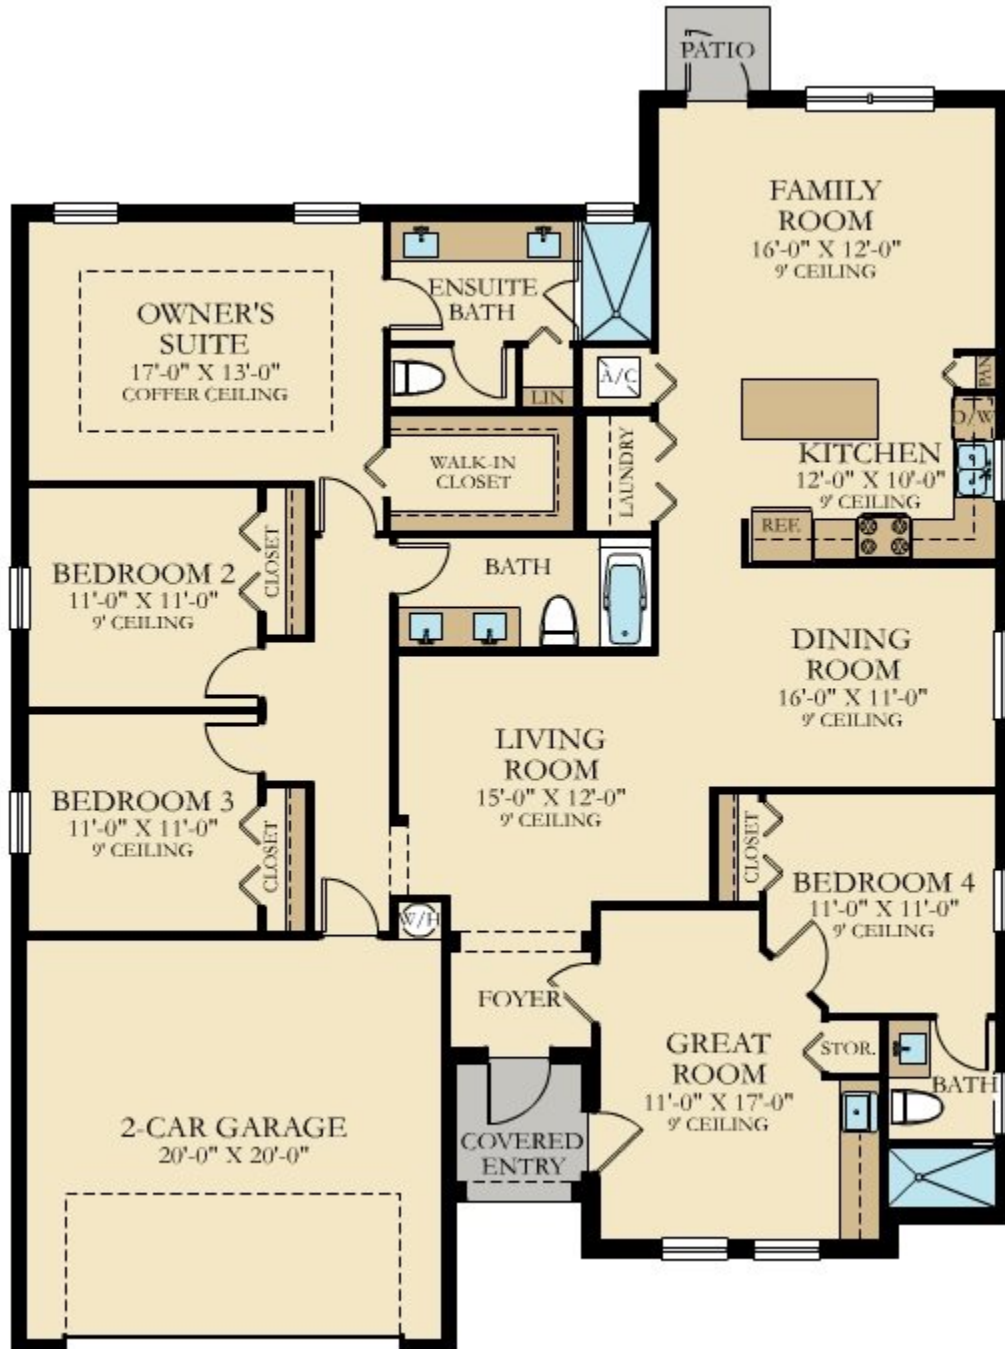 PATIO
FAMILY
ROOM
16'-0" X 12'-0"
9' CEILING
OWNER'S
SUITE
17'-0" X 13'-0"
COFFER CEILING
ENSUITE
BATH
LIN
A/C
PAN
D/W
KITCHEN
12'-0" X 10'-0"
9' CEILING
REF.
WALK-IN
CLOSET
LAUNDRY
BEDROOM 2
11'-0" X 11'-0"
9' CEILING
CLOSET
BATH
DINING
ROOM
16'-0" X 11'-0"
9' CEILING
LIVING
ROOM
15'-0" X 12'-0"
9' CEILING
BEDROOM 3
11'-0" X 11'-0"
9' CEILING
CLOSET
CLOSET
BEDROOM 4
11'-0" X 11'-0"
9' CEILING
W/H
FOYER
GREAT
ROOM
11'-0" X 17'-0"
9' CEILING
STOR.
BATH
2-CAR GARAGE
20'-0" X 20'-0"
COVERED
ENTRY